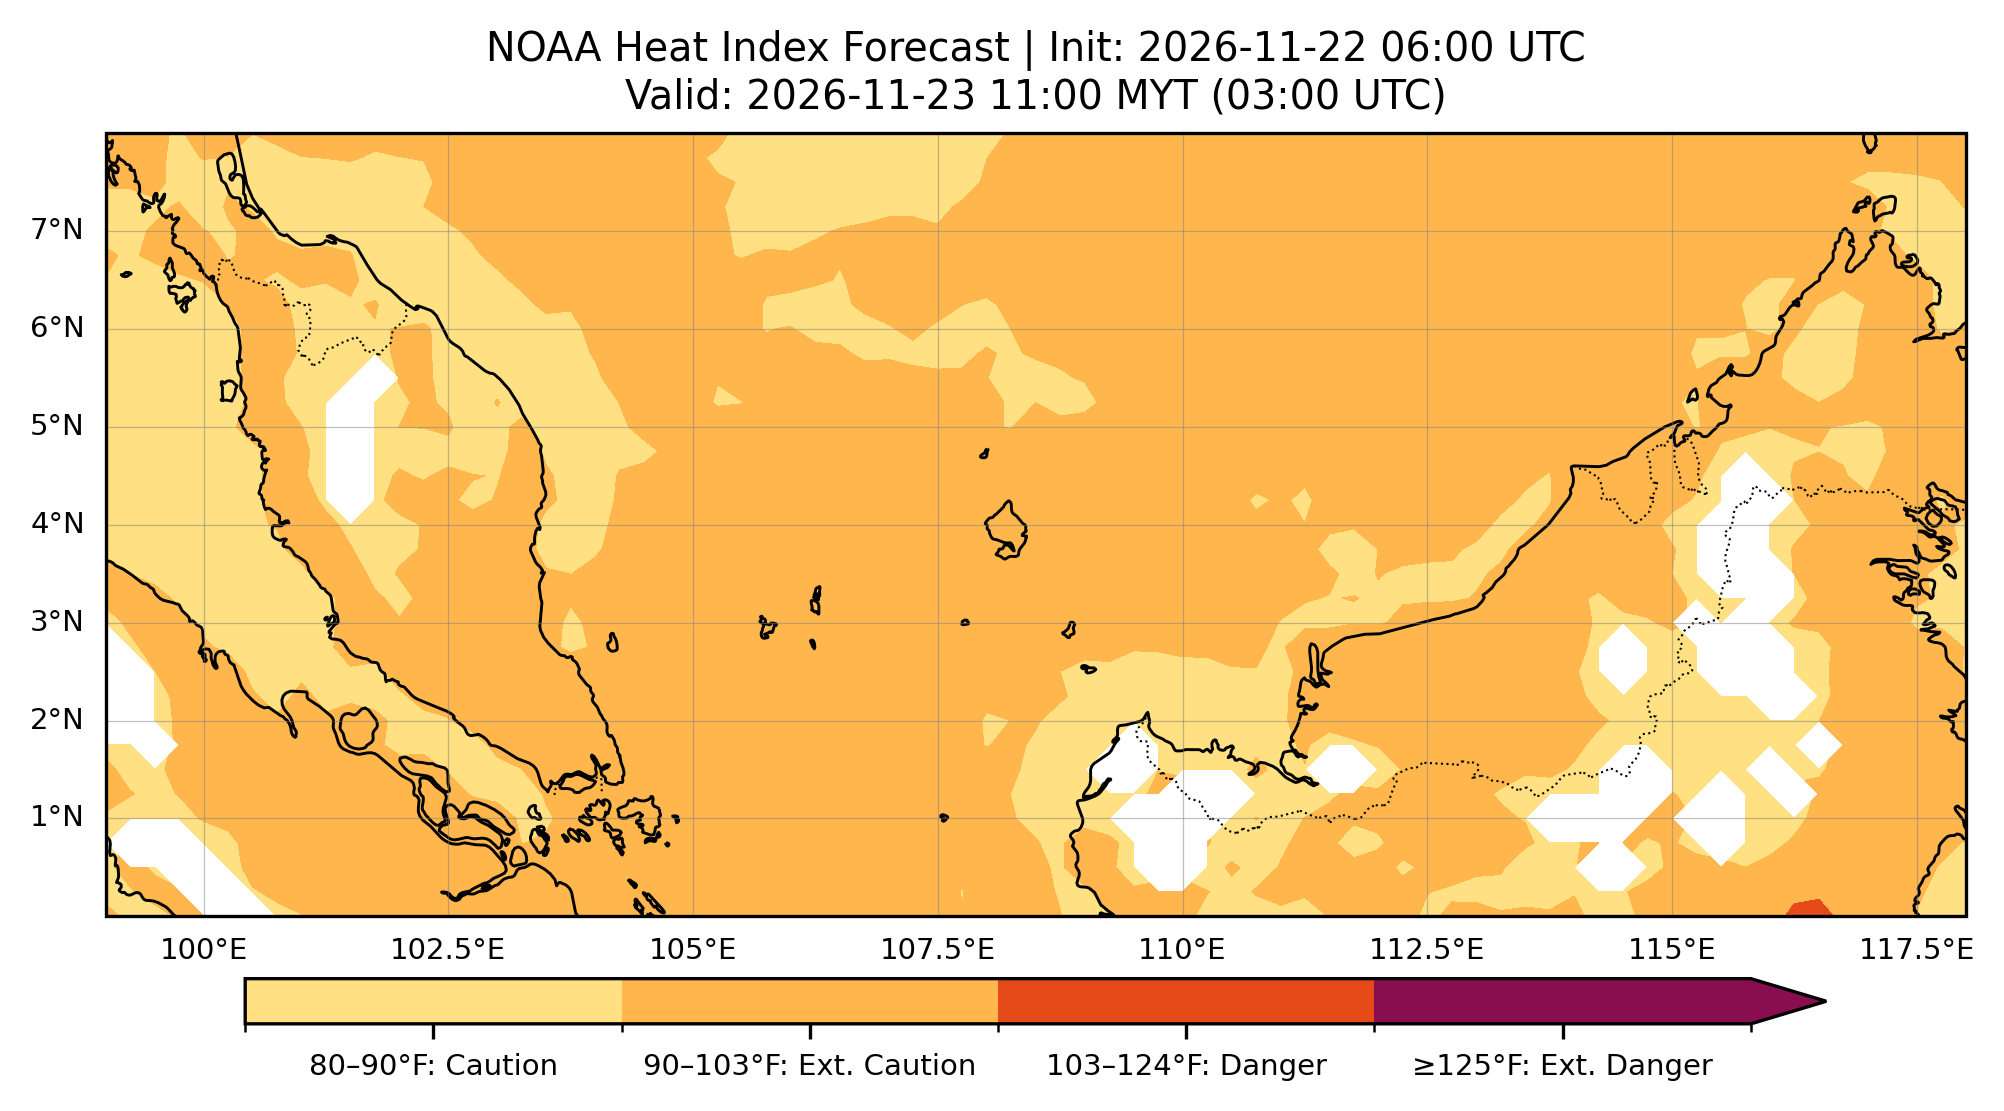 NOAA Heat Index Forecast | Init: 2026-11-22 06:00 UTC
Valid: 2026-11-23 11:00 MYT (03:00 UTC)
7°N
6°N
5°N
4°N
3°N
2°N
1°N
100°E 102.5°E 105°E 107.5°E 110°E 112.5°E 115°E 117.5°E
80–90°F: Caution 90–103°F: Ext. Caution 103–124°F: Danger ≥125°F: Ext. Danger